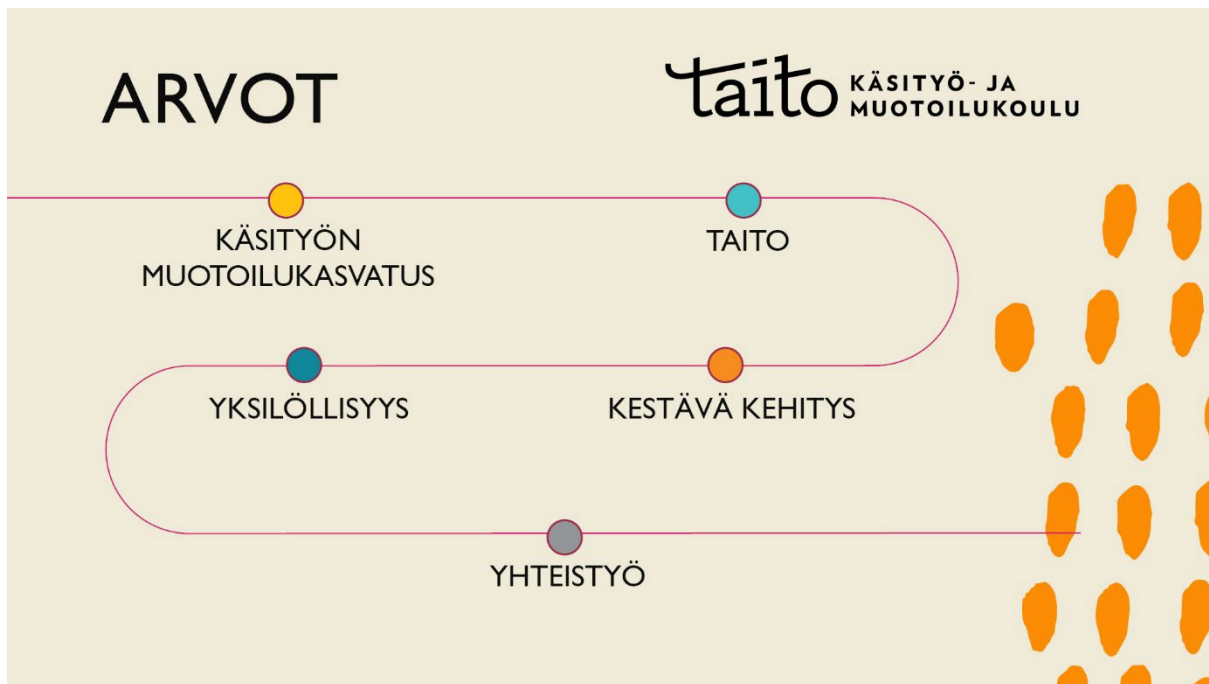 ARVOT
taito KÄSITYÖ- JA
MUOTOILUKOULU
KÄSITYÖN
MUOTOILUKASVATUS
TAITO
YKSILÖLLISYYS
KESTÄVÄ KEHITYS
YHTEISTYÖ